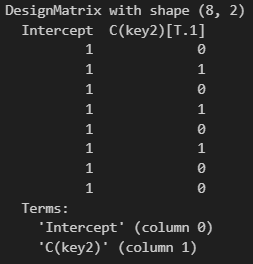 DesignMatrix with shape (8, 2)
  Intercept  C(key2)[T.1]
          1             0
          1             1
          1             0
          1             1
          1             0
          1             1
          1             0
          1             0
  Terms:
    'Intercept' (column 0)
    'C(key2)' (column 1)